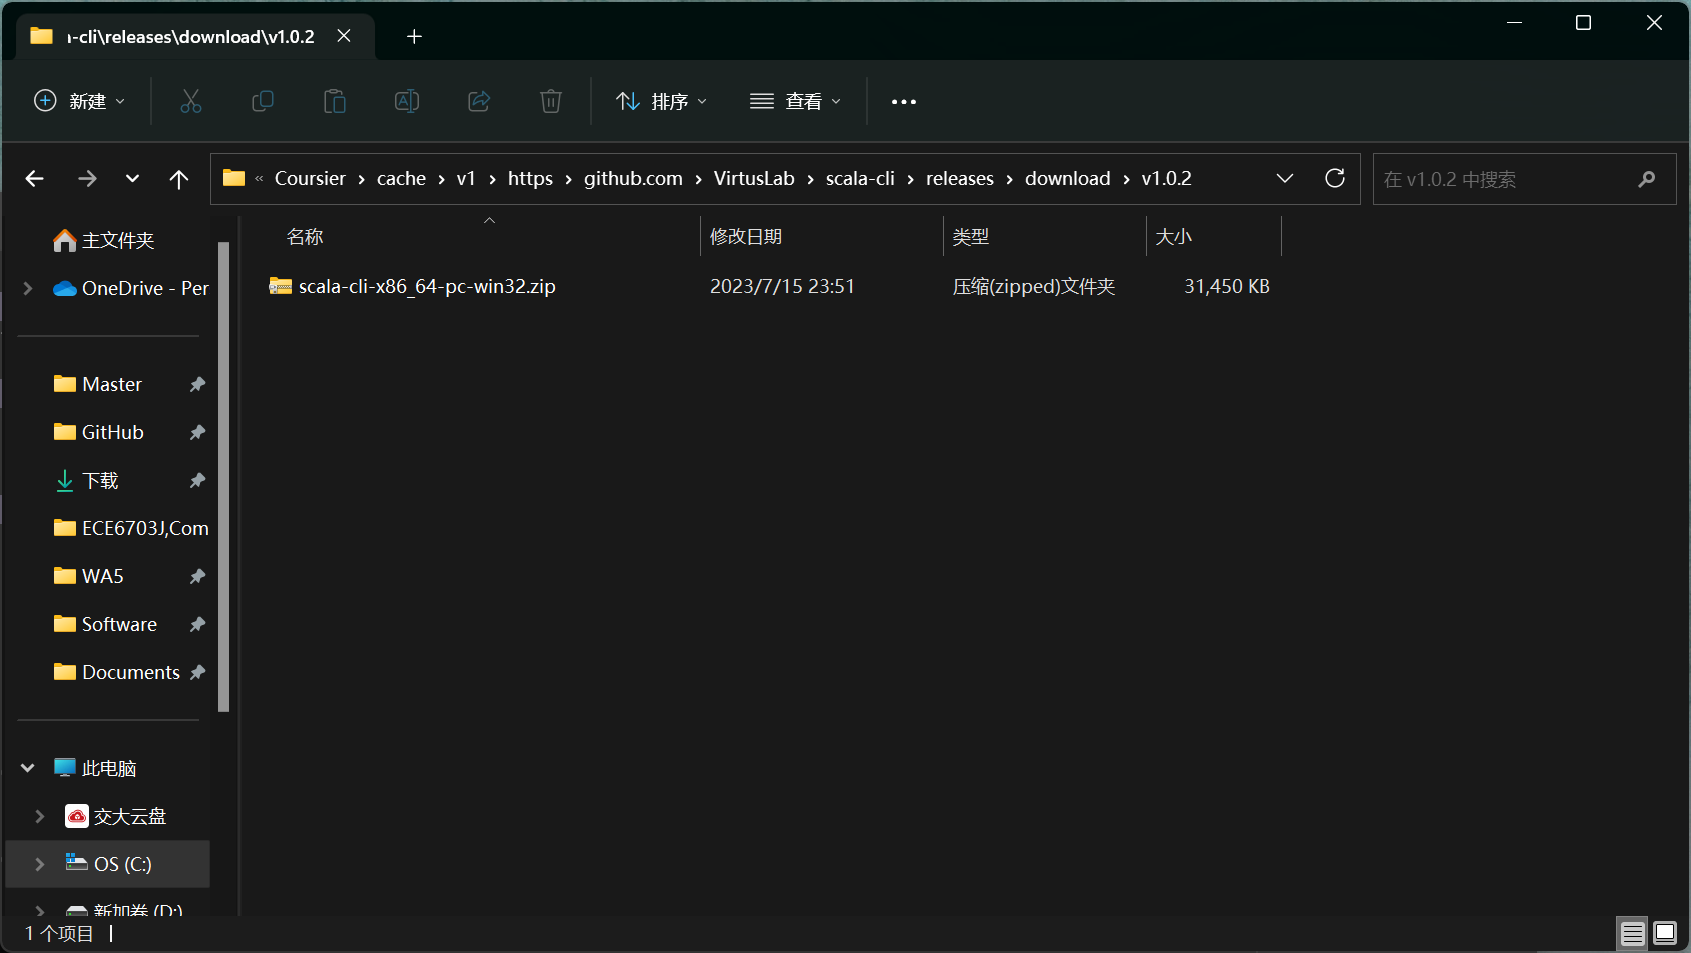 ı-cli\releases\download\v1.0.2
新建
排序
查看
« Coursier › cache › v1 › https › github.com › VirtusLab › scala-cli › releases › download › v1.0.2
在 v1.0.2 中搜索
主文件夹
OneDrive - Per
Master
GitHub
下载
ECE6703J,Com
WA5
Software
Documents
此电脑
交大云盘
OS (C:)
新加卷 (D:)
名称 修改日期 类型 大小
scala-cli-x86_64-pc-win32.zip 2023/7/15 23:51 压缩(zipped)文件夹 31,450 KB
1 个项目